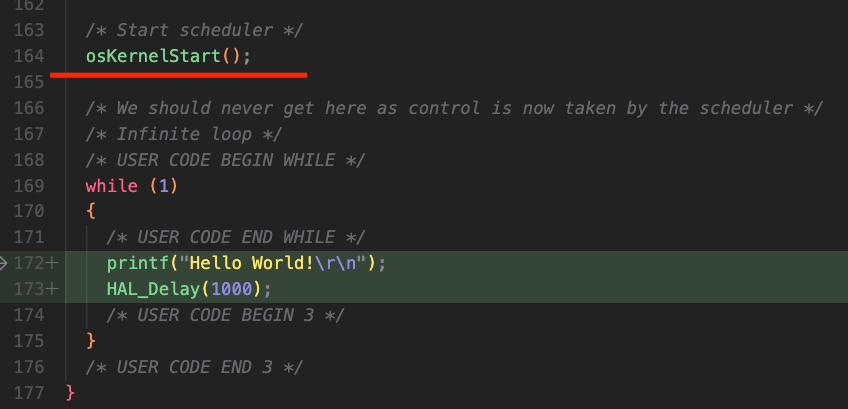 162
163 /* Start scheduler */
164 osKernelStart();
165
166 /* We should never get here as control is now taken by the scheduler */
167 /* Infinite loop */
168 /* USER CODE BEGIN WHILE */
169 while (1)
170 {
171 /* USER CODE END WHILE */
172+ printf("Hello World!\r\n");
173+ HAL_Delay(1000);
174 /* USER CODE BEGIN 3 */
175 }
176 /* USER CODE END 3 */
177 }